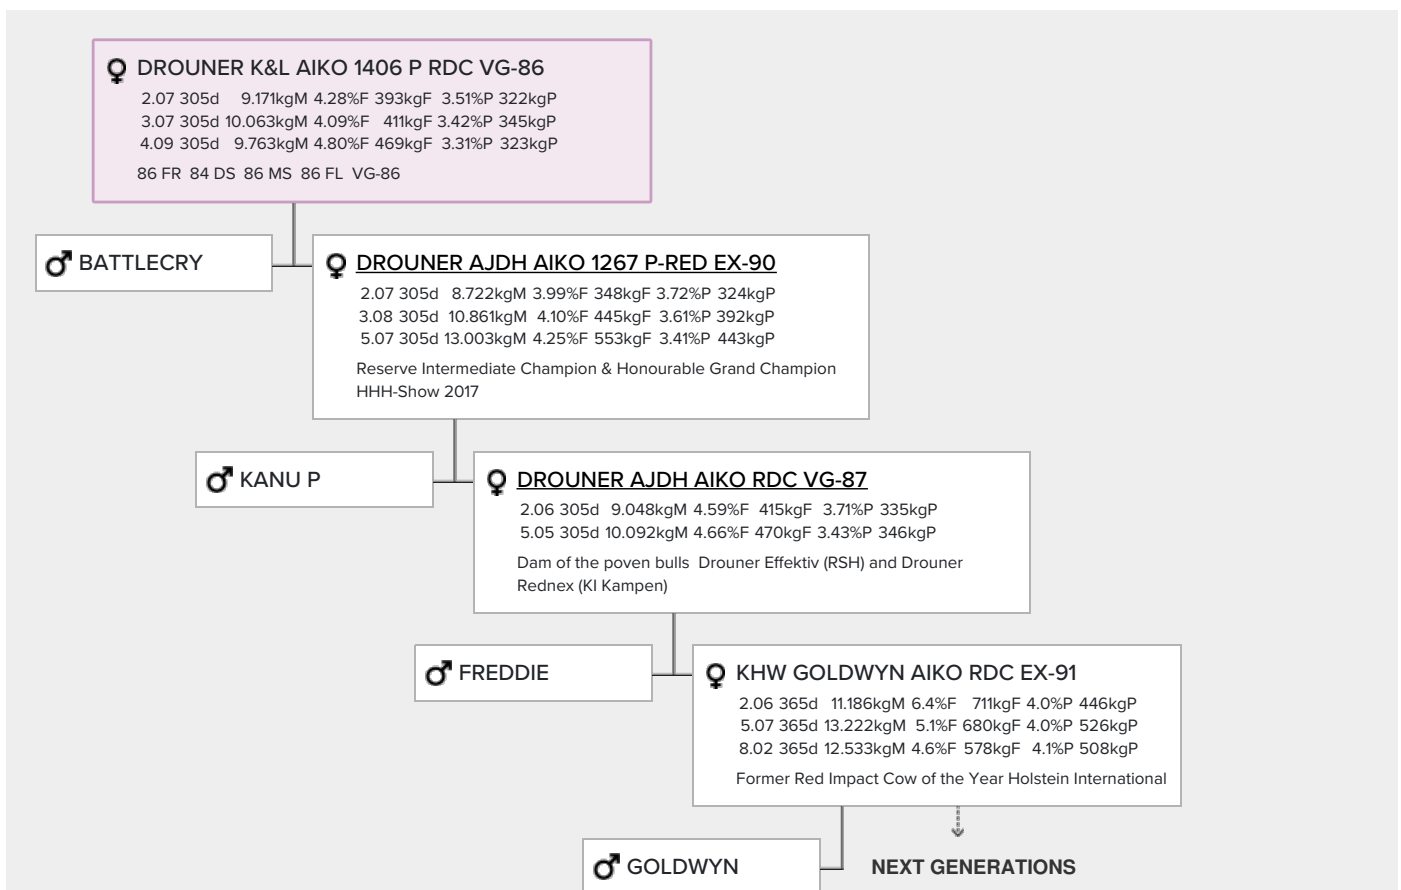 DROUNER K&L AIKO 1406 P RDC VG-86
2.07 305d 9.171kgM 4.28%F 393kgF 3.51%P 322kgP
3.07 305d 10.063kgM 4.09%F 411kgF 3.42%P 345kgP
4.09 305d 9.763kgM 4.80%F 469kgF 3.31%P 323kgP
86 FR 84 DS 86 MS 86 FL VG-86
BATTLECRY
DROUNER AJDH AIKO 1267 P-RED EX-90
2.07 305d 8.722kgM 3.99%F 348kgF 3.72%P 324kgP
3.08 305d 10.861kgM 4.10%F 445kgF 3.61%P 392kgP
5.07 305d 13.003kgM 4.25%F 553kgF 3.41%P 443kgP
Reserve Intermediate Champion & Honourable Grand Champion
HHH-Show 2017
KANU P
DROUNER AJDH AIKO RDC VG-87
2.06 305d 9.048kgM 4.59%F 415kgF 3.71%P 335kgP
5.05 305d 10.092kgM 4.66%F 470kgF 3.43%P 346kgP
Dam of the poven bulls Drouner Effektiv (RSH) and Drouner
Rednex (KI Kampen)
FREDDIE
KHW GOLDWYN AIKO RDC EX-91
2.06 365d 11.186kgM 6.4%F 711kgF 4.0%P 446kgP
5.07 365d 13.222kgM 5.1%F 680kgF 4.0%P 526kgP
8.02 365d 12.533kgM 4.6%F 578kgF 4.1%P 508kgP
Former Red Impact Cow of the Year Holstein International
GOLDWYN
NEXT GENERATIONS